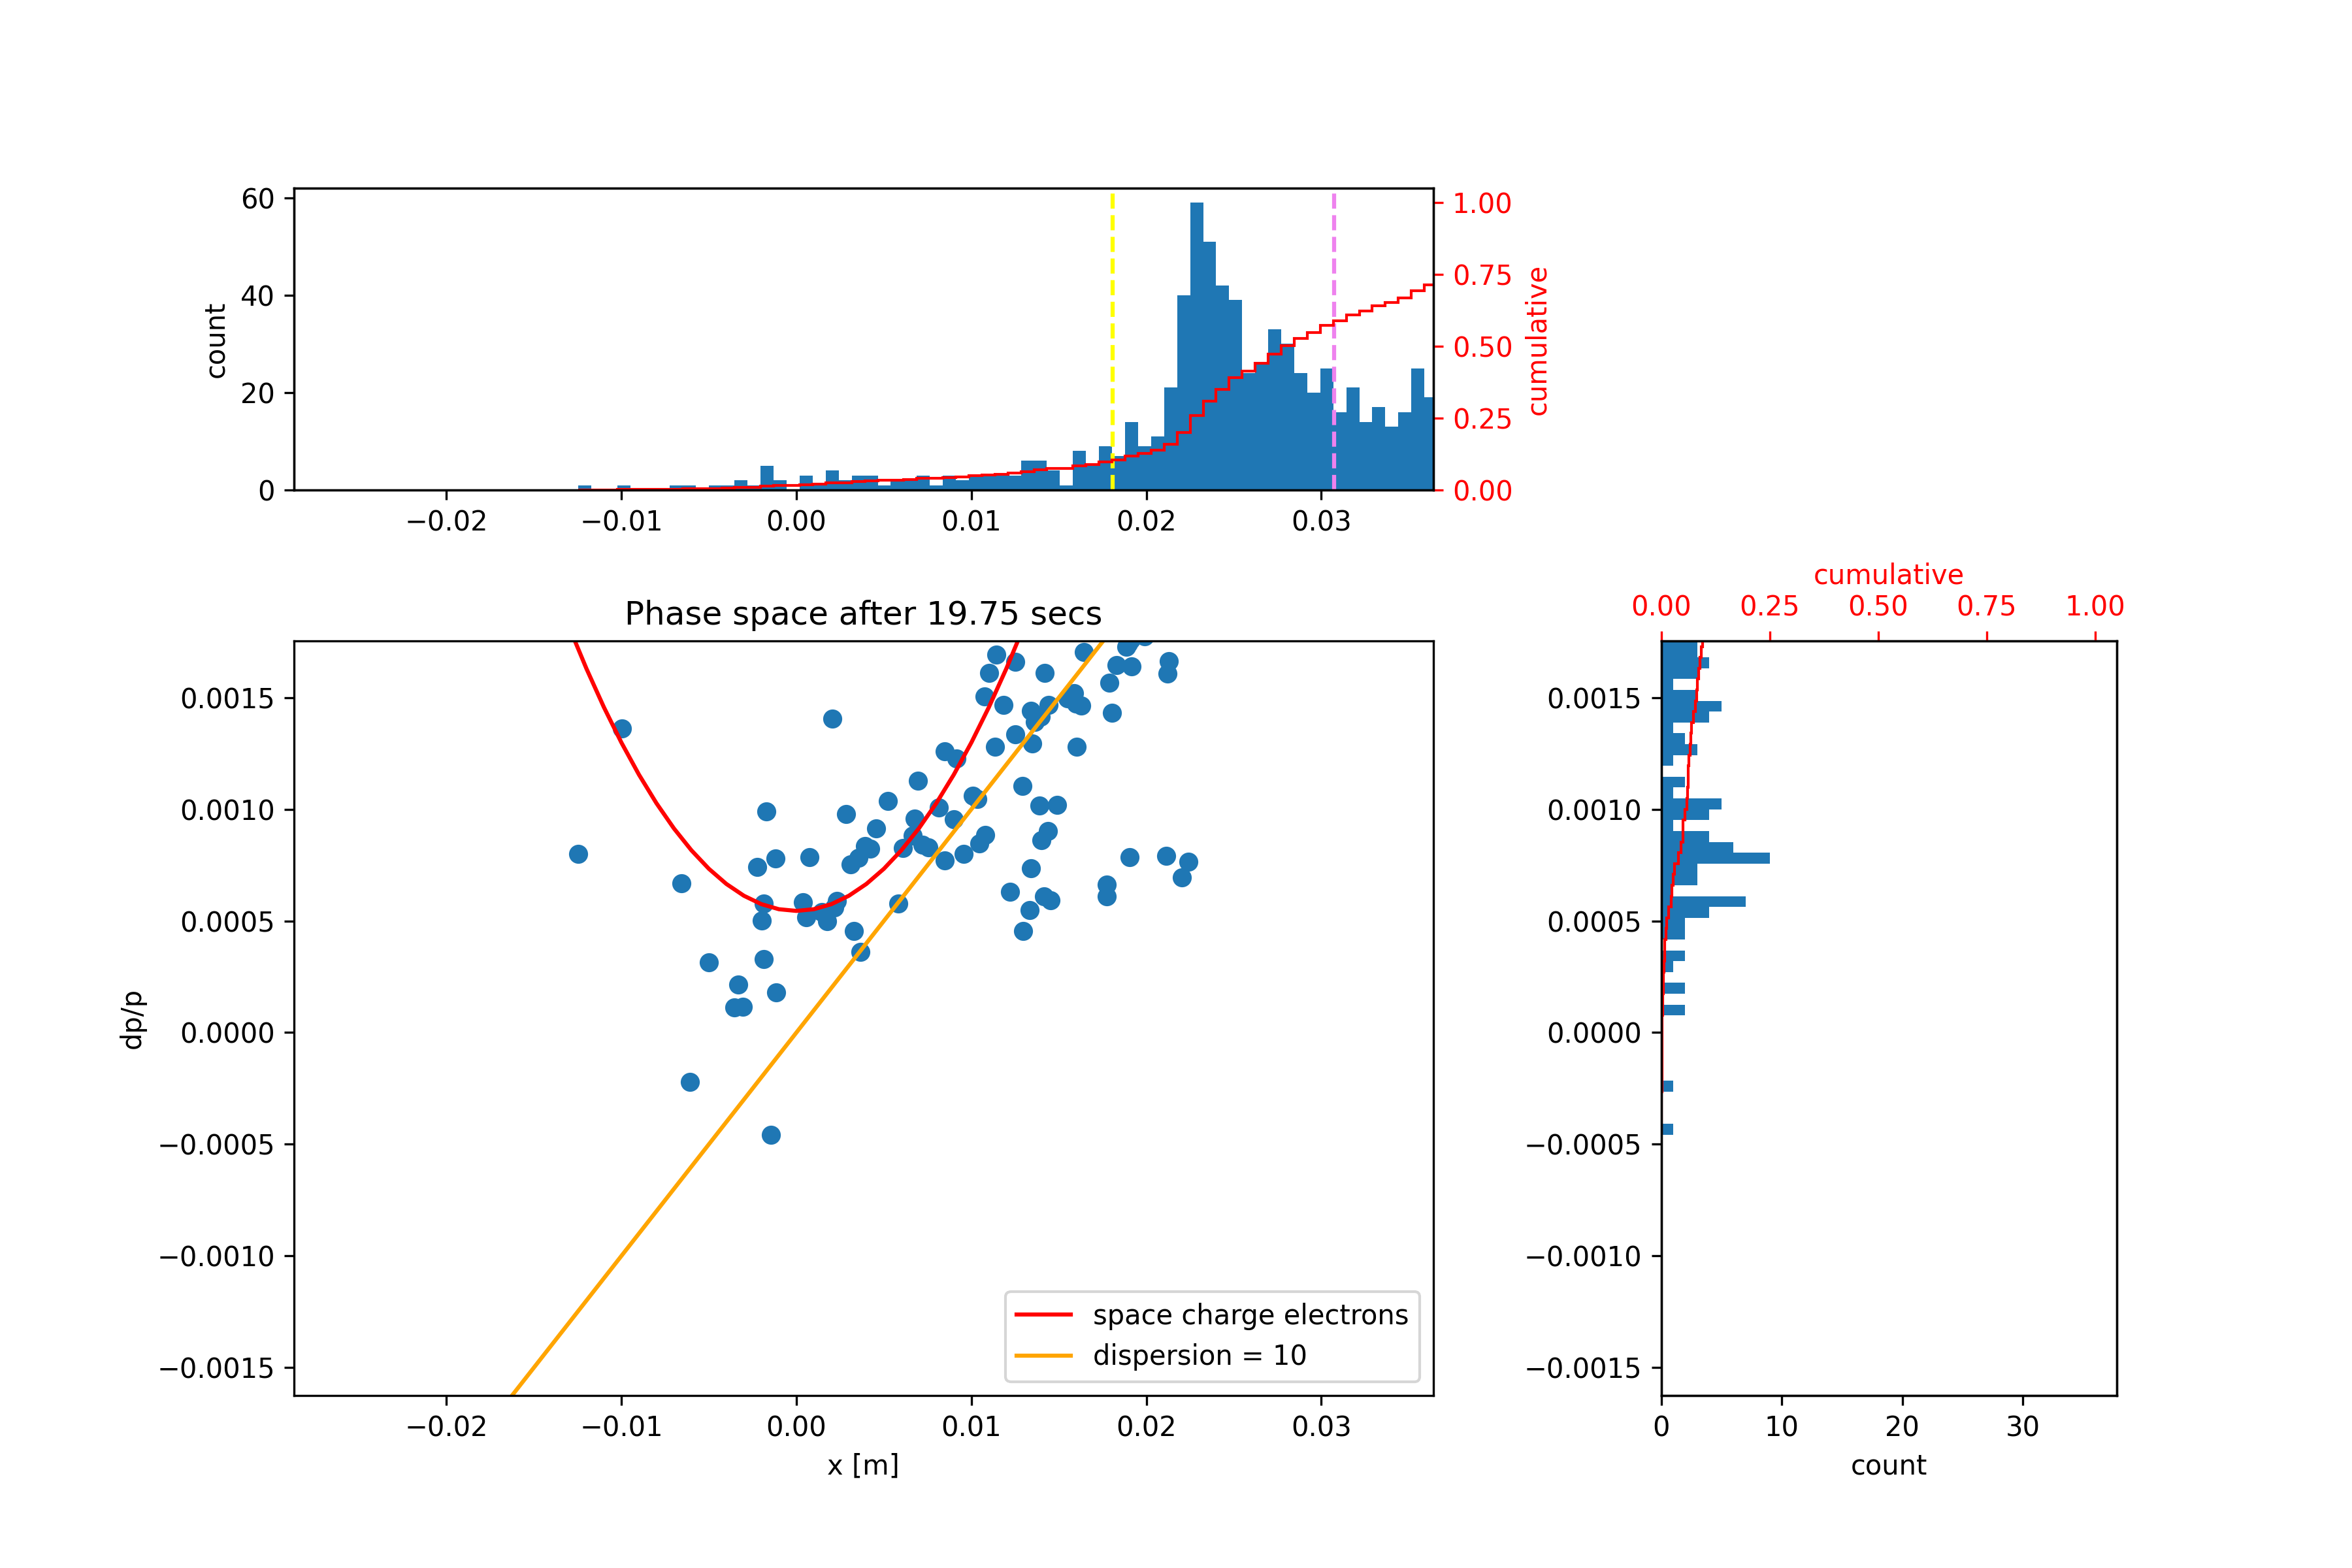 60
40
20
0
count
1.00
0.75
0.50
0.25
0.00
cumulative
−0.02 −0.01 0.00 0.01 0.02 0.03
Phase space after 19.75 secs
0.0015
0.0010
0.0005
0.0000
−0.0005
−0.0010
−0.0015
dp/p
space charge electrons
dispersion = 10
−0.02 −0.01 0.00 0.01 0.02 0.03
x [m]
cumulative
0.00 0.25 0.50 0.75 1.00
0.0015
0.0010
0.0005
0.0000
−0.0005
−0.0010
−0.0015
0 10 20 30
count